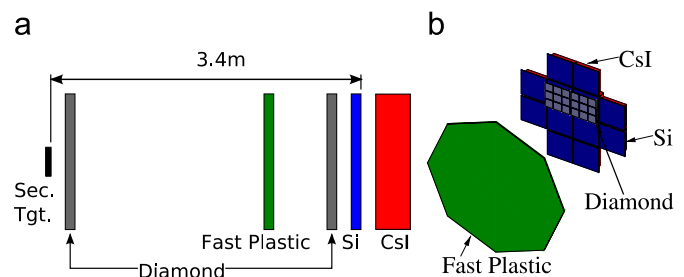 a
3.4m
Sec.
Tgt.
Fast Plastic
Si
CsI
Diamond
b
CsI
Si
Diamond
Fast Plastic